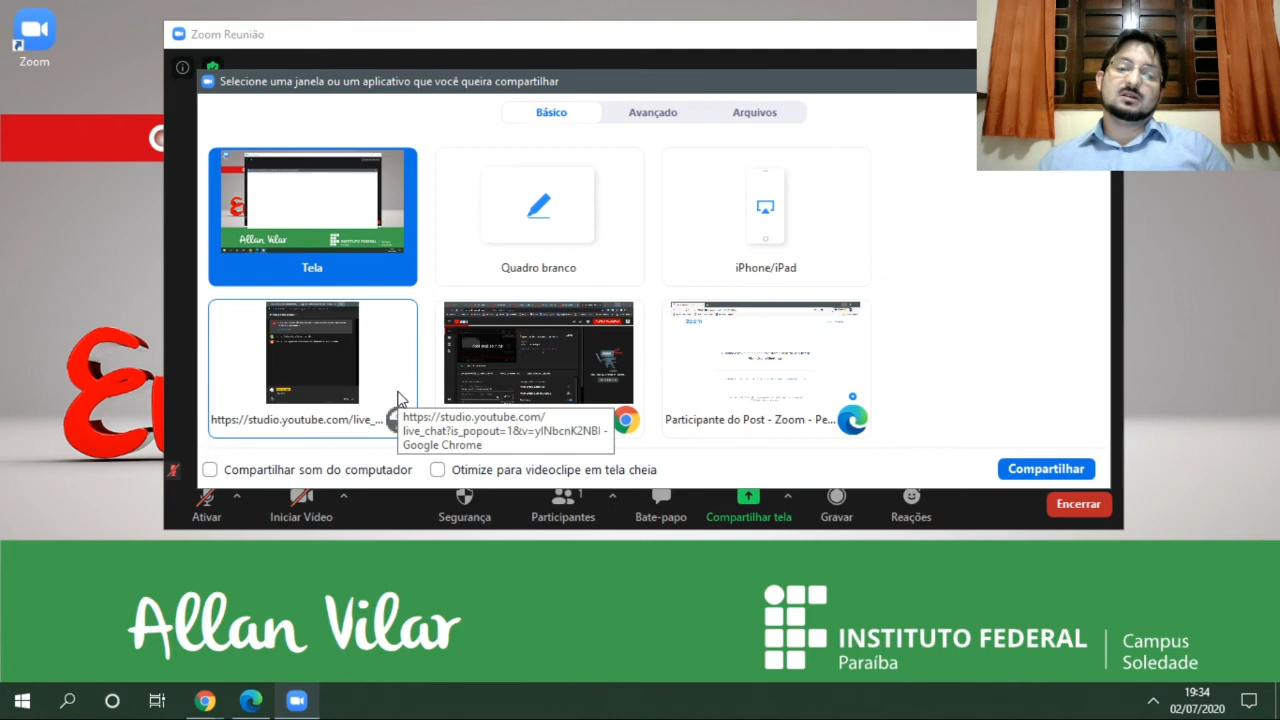 Zoom Reunião
Zoom
Selecione uma janela ou um aplicativo que você queira compartilhar
Básico
Avançado
Arquivos
Allan Vilar
INSTITUTO FEDERAL
Tela
Quadro branco
iPhone/iPad
zoom
https://studio.youtube.com/live_...
Participante do Post - Zoom - Pe...
https://studio.youtube.com/
live_chat?is_popout=1&v=yINbcnK2NBI -
Google Chrome
Compartilhar som do computador
Otimize para videoclipe em tela cheia
Compartilhar
1
Ativar
Iniciar Vídeo
Segurança
Participantes
Bate-papo
Compartilhar tela
Gravar
Reações
Encerrar
Allan Vilar
INSTITUTO FEDERAL
Paraíba
Campus
Soledade
19:34
02/07/2020